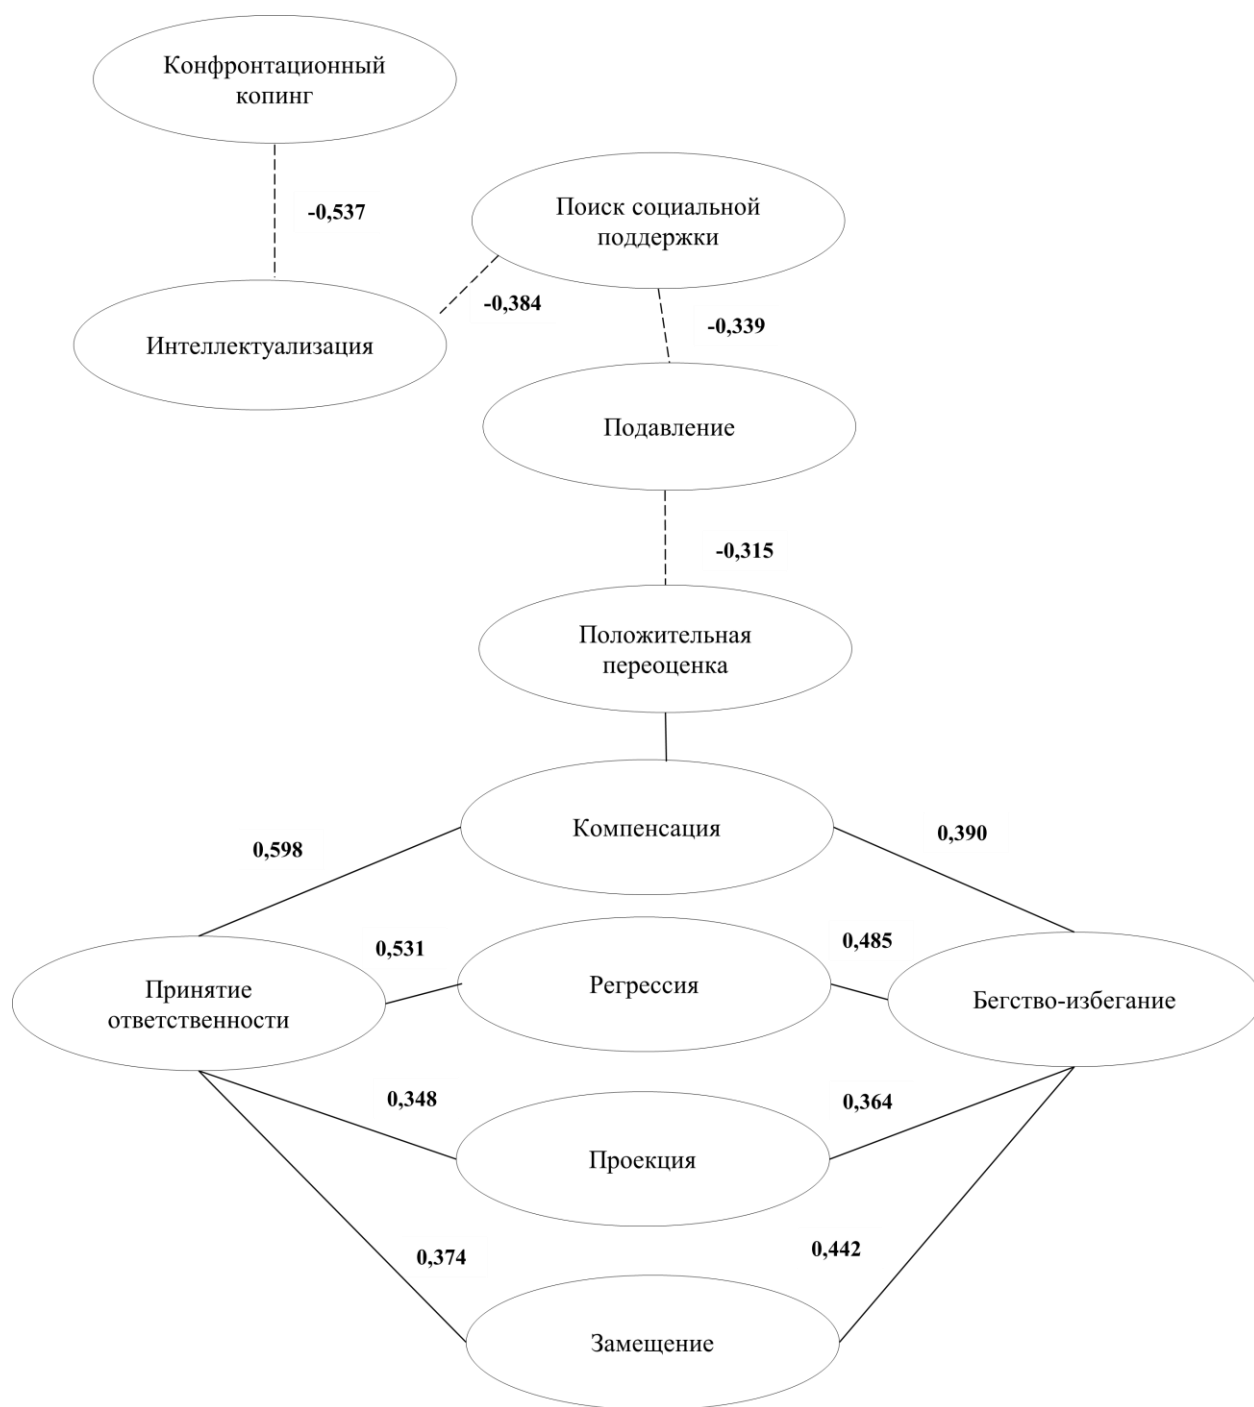 Конфронтационный
копинг
-0,537
Поиск социальной
поддержки
-0,384
-0,339
Интеллектуализация
Подавление
-0,315
Положительная
переоценка
Компенсация
0,598
0,390
0,531
0,485
Принятие
ответственности
Регрессия
Бегство-избегание
0,348
0,364
Проекция
0,374
0,442
Замещение